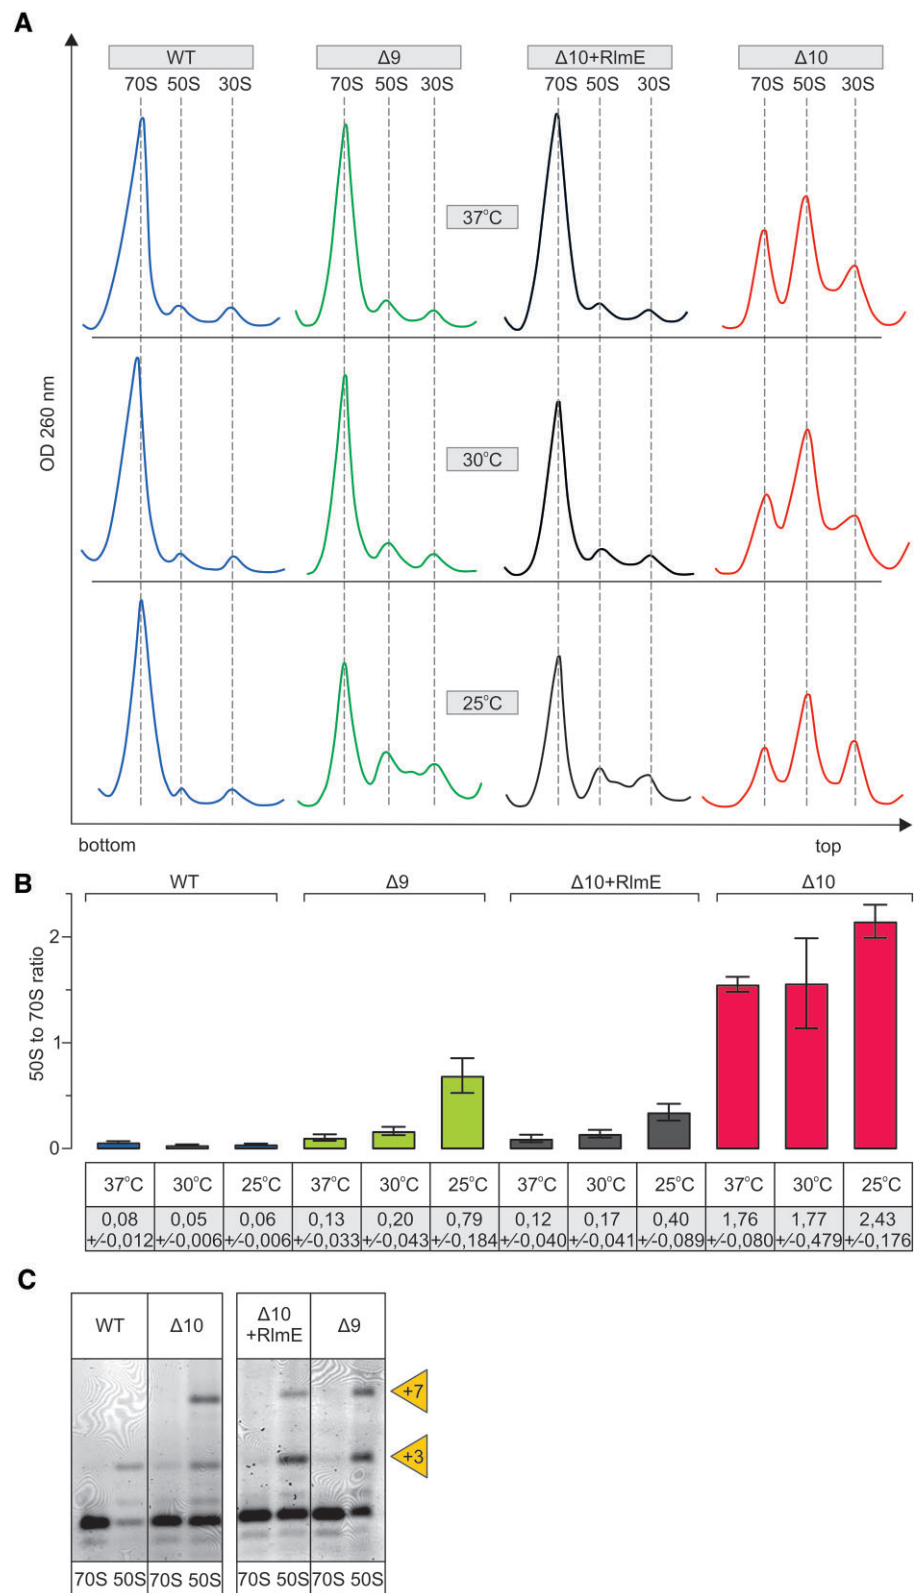 A
WT Δ9 Δ10+RlmE Δ10
70S 50S 30S 70S 50S 30S 70S 50S 30S 70S 50S 30S
37°C
OD 260 nm
30°C
25°C
bottom top
B
WT Δ9 Δ10+RlmE Δ10
50S to 70S ratio
2
1
0
37°C 30°C 25°C 37°C 30°C 25°C 37°C 30°C 25°C 37°C 30°C 25°C
0,08 0,05 0,06 0,13 0,20 0,79 0,12 0,17 0,40 1,76 1,77 2,43
+/-0,012 +/-0,006 +/-0,006 +/-0,033 +/-0,043 +/-0,184 +/-0,040 +/-0,041 +/-0,089 +/-0,080 +/-0,479 +/-0,176
C
WT Δ10 Δ10 Δ9
+RlmE
+7
+3
70S 50S 70S 50S 70S 50S 70S 50S